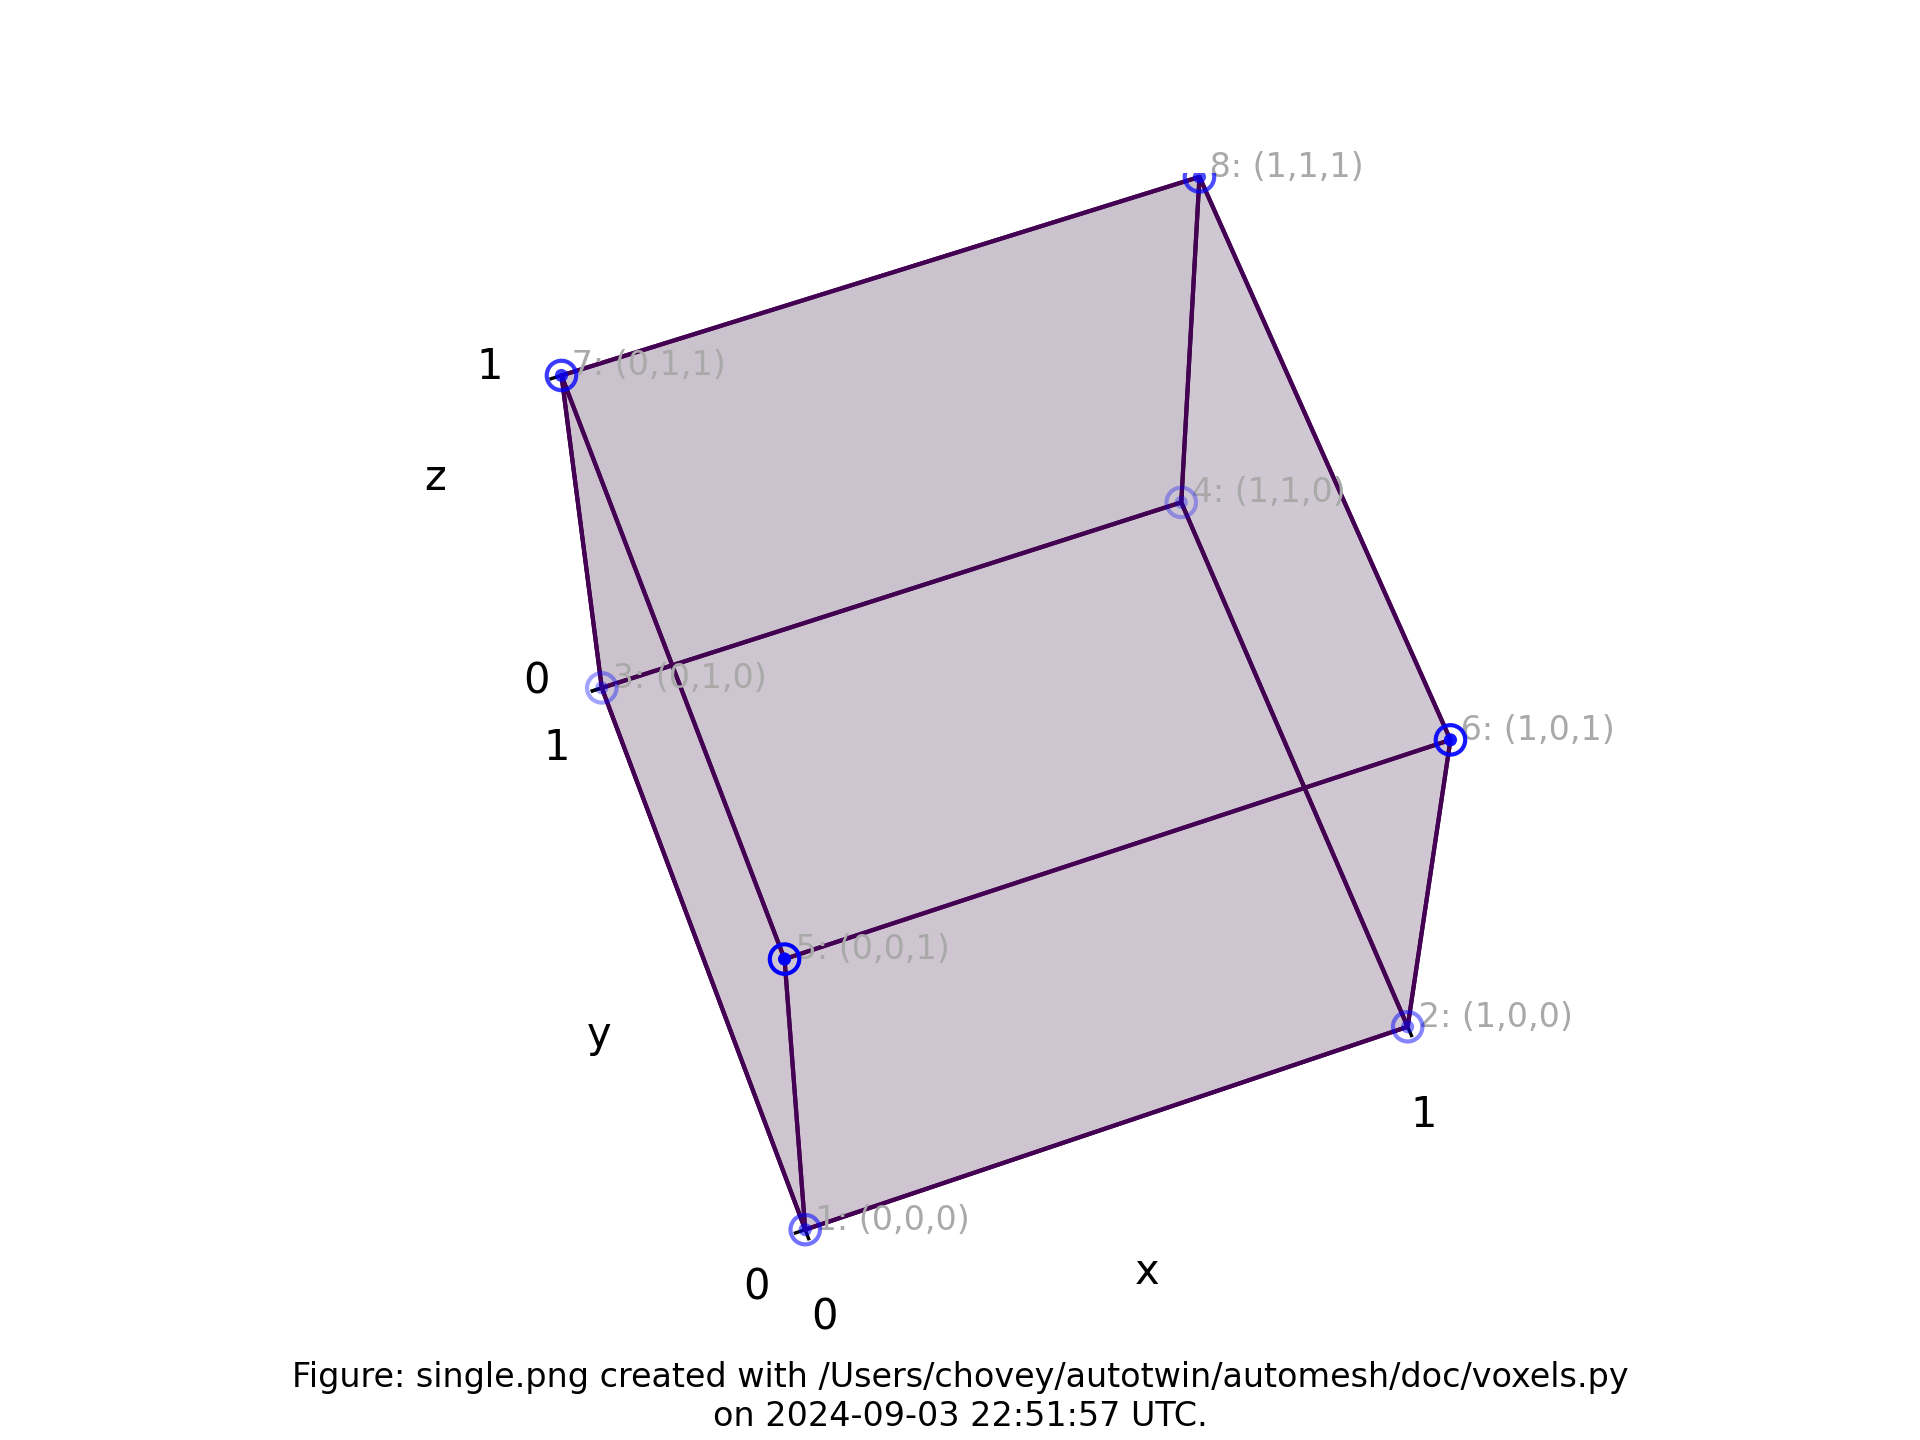 8: (1,1,1)
1
7: (0,1,1)
z
4: (1,1,0)
0
3: (0,1,0)
1
6: (1,0,1)
5: (0,0,1)
y
2: (1,0,0)
1
1: (0,0,0)
x
0
0
Figure: single.png created with /Users/chovey/autotwin/automesh/doc/voxels.py
on 2024-09-03 22:51:57 UTC.